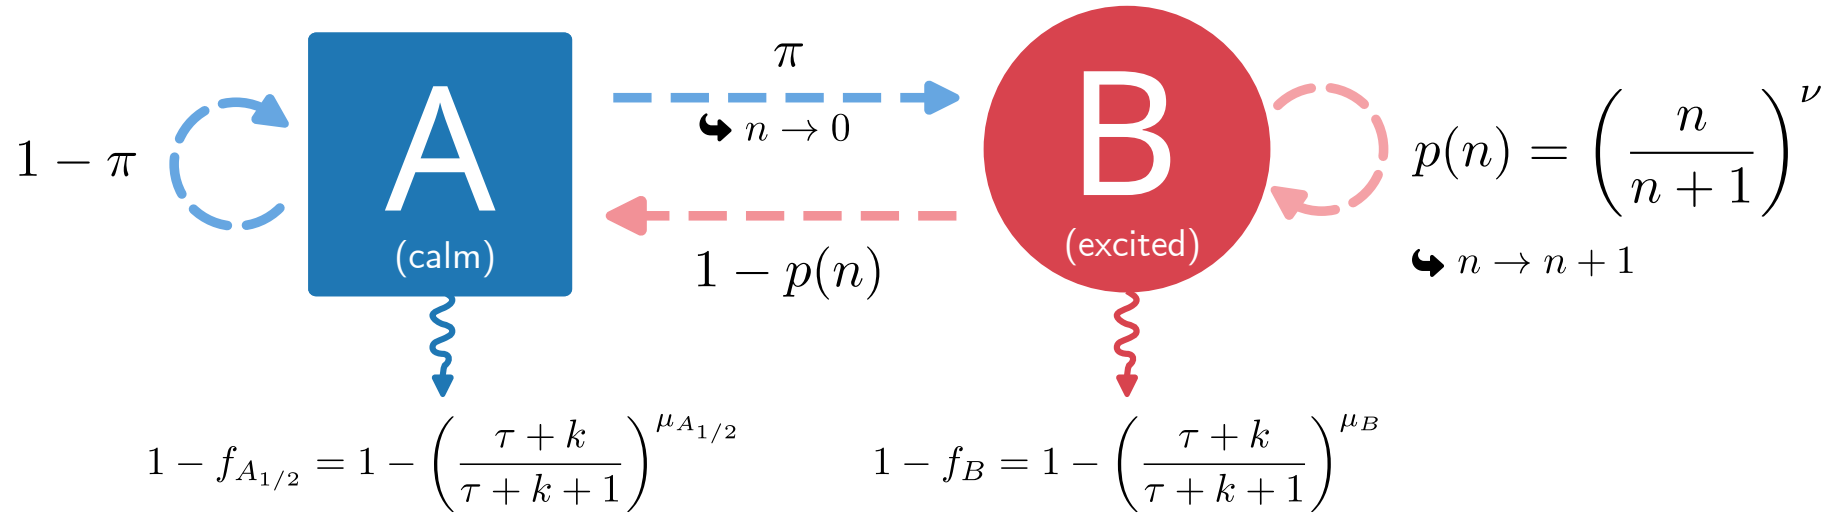 π
↪ n → 0
1 − π
A
(calm)
B
(excited)
p(n) = (n / (n + 1))^ν
↪ n → n + 1
1 − p(n)
1 − f_{A_{1/2}} = 1 − ((τ + k) / (τ + k + 1))^{μ_{A_{1/2}}}
1 − f_B = 1 − ((τ + k) / (τ + k + 1))^{μ_B}